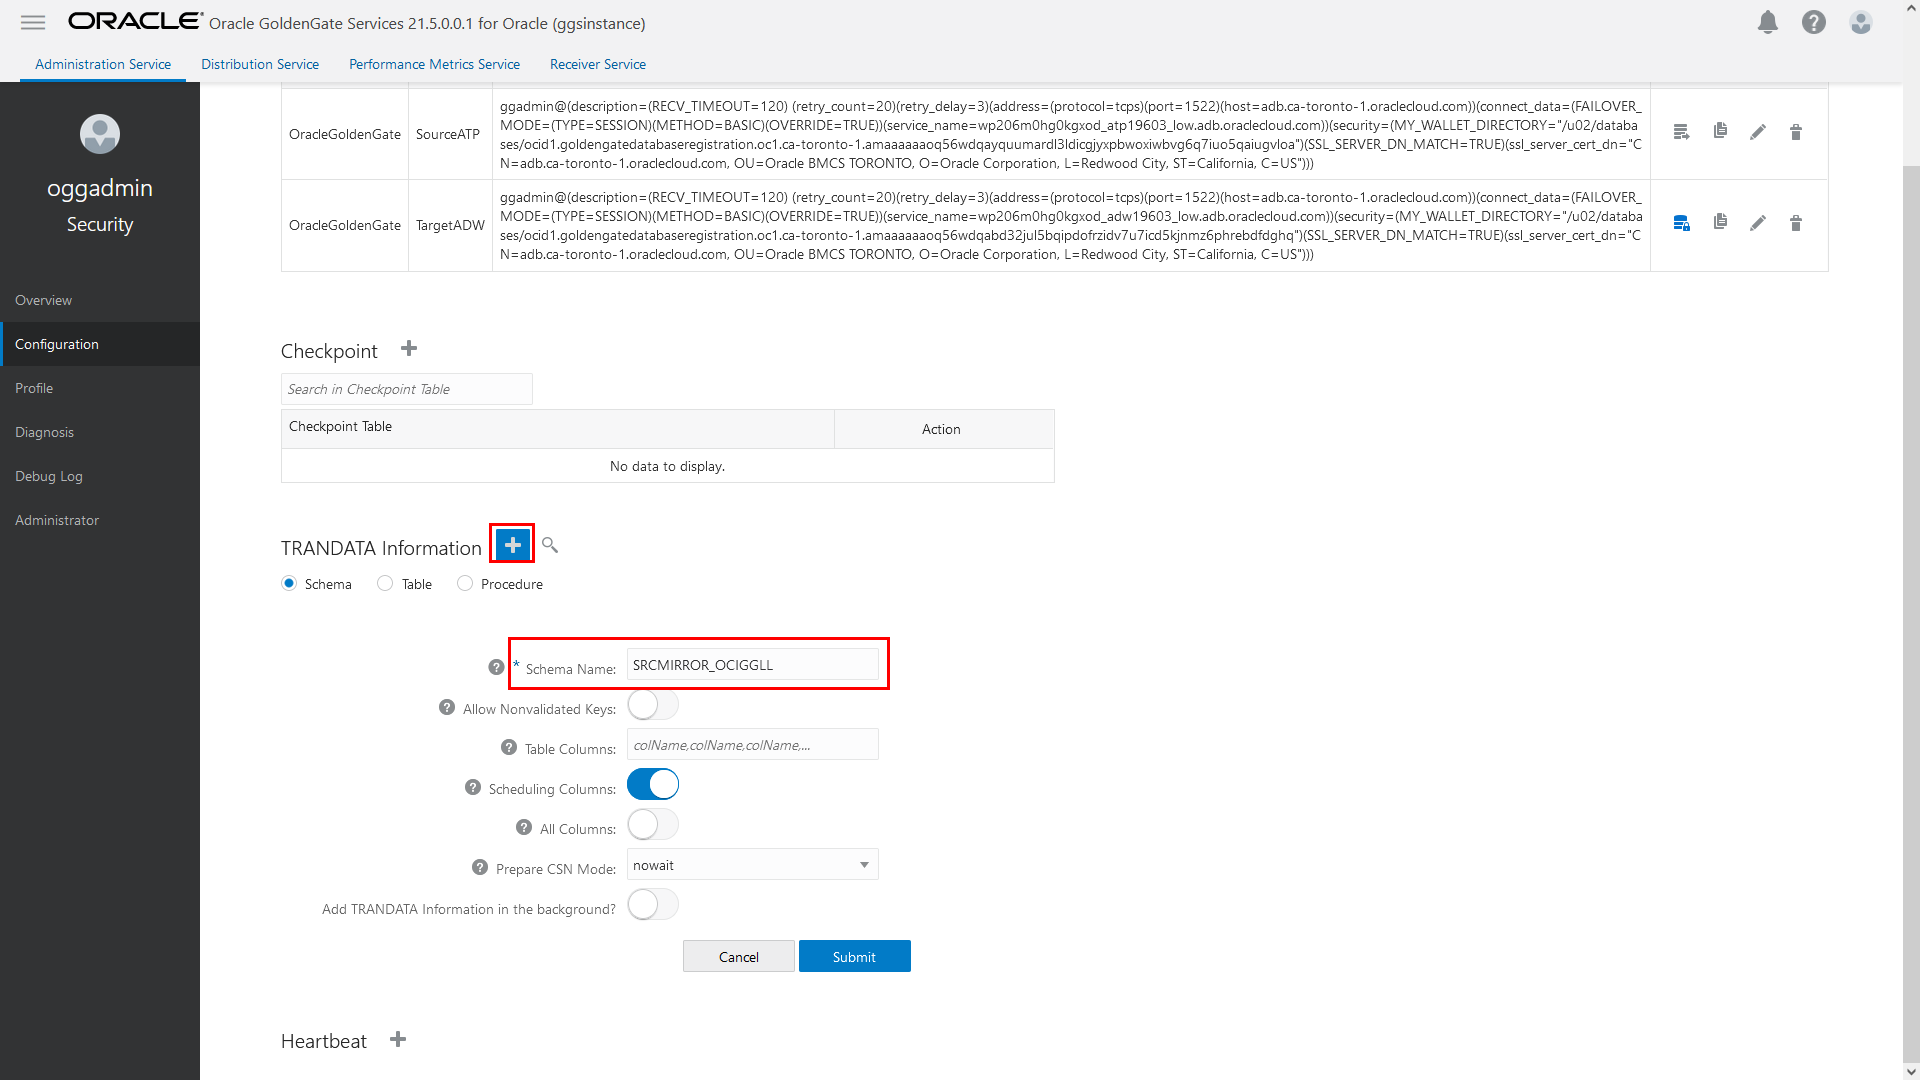 ORACLE Oracle GoldenGate Services 21.5.0.0.1 for Oracle (ggsinstance)
Administration Service Distribution Service Performance Metrics Service Receiver Service
oggadmin
Security
Overview
Configuration
Profile
Diagnosis
Debug Log
Administrator
OracleGoldenGate SourceATP
ggadmin@(description=(RECV_TIMEOUT=120) (retry_count=20)(retry_delay=3)(address=(protocol=tcps)(port=1522)(host=adb.ca-toronto-1.oraclecloud.com))(connect_data=(FAILOVER_
MODE=(TYPE=SESSION)(METHOD=BASIC)(OVERRIDE=TRUE))(service_name=wp206m0hg0kgxod_atp19603_low.adb.oraclecloud.com))(security=(MY_WALLET_DIRECTORY="/u02/databa
ses/ocid1.goldengatedatabaseregistration.oc1.ca-toronto-1.amaaaaaaoq56wdqayquumardl3ldicgjyxpbwoxiwbvg6q7iuo5qaiugvloa")(SSL_SERVER_DN_MATCH=TRUE)(ssl_server_cert_dn="C
N=adb.ca-toronto-1.oraclecloud.com, OU=Oracle BMCS TORONTO, O=Oracle Corporation, L=Redwood City, ST=California, C=US")))
OracleGoldenGate TargetADW
ggadmin@(description=(RECV_TIMEOUT=120) (retry_count=20)(retry_delay=3)(address=(protocol=tcps)(port=1522)(host=adb.ca-toronto-1.oraclecloud.com))(connect_data=(FAILOVER_
MODE=(TYPE=SESSION)(METHOD=BASIC)(OVERRIDE=TRUE))(service_name=wp206m0hg0kgxod_adw19603_low.adb.oraclecloud.com))(security=(MY_WALLET_DIRECTORY="/u02/databa
ses/ocid1.goldengatedatabaseregistration.oc1.ca-toronto-1.amaaaaaaoq56wdqabd32jul5bqipdofrzidv7u7icd5kjnmz6phrebdfdghq")(SSL_SERVER_DN_MATCH=TRUE)(ssl_server_cert_dn="C
N=adb.ca-toronto-1.oraclecloud.com, OU=Oracle BMCS TORONTO, O=Oracle Corporation, L=Redwood City, ST=California, C=US")))
Checkpoint
Search in Checkpoint Table
Checkpoint Table Action
No data to display.
TRANDATA Information
Schema Table Procedure
* Schema Name: SRCMIRROR_OCIGGLL
Allow Nonvalidated Keys:
Table Columns: colName,colName,colName,...
Scheduling Columns:
All Columns:
Prepare CSN Mode: nowait
Add TRANDATA Information in the background?
Cancel Submit
Heartbeat